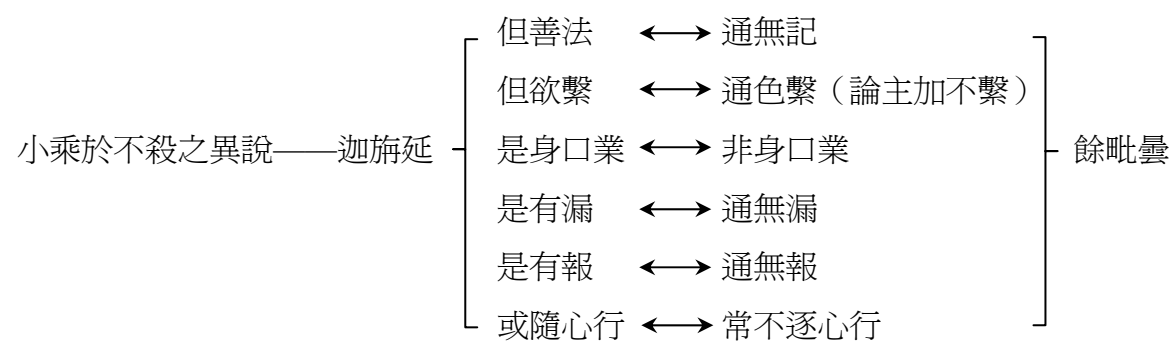 但善法 ←→ 通無記
但欲繫 ←→ 通色繫（論主加不繫）
小乘於不殺之異說——迦旃延 是身口業 ←→ 非身口業 餘毗曇
是有漏 ←→ 通無漏
是有報 ←→ 通無報
或隨心行 ←→ 常不逐心行